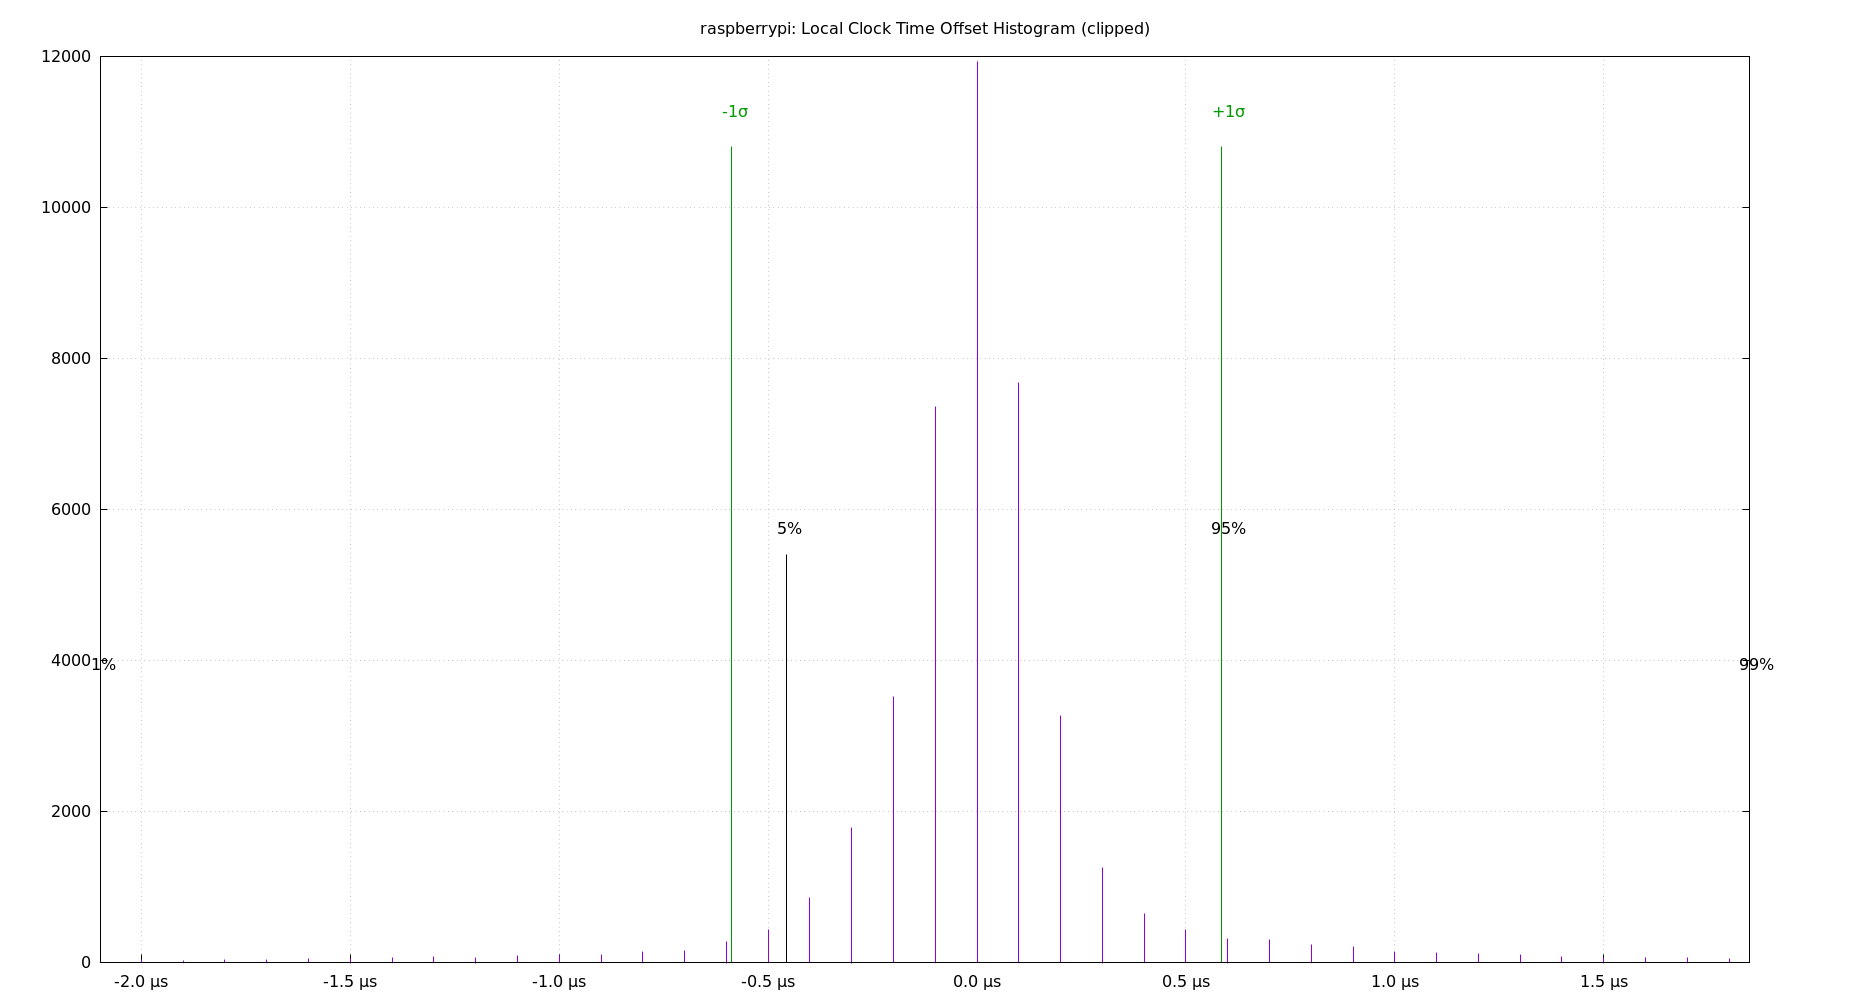 raspberrypi: Local Clock Time Offset Histogram (clipped)
12000
-1σ
+1σ
10000
8000
6000
5%
95%
4000
1%
99%
2000
0
-2.0 µs
-1.5 µs
-1.0 µs
-0.5 µs
0.0 µs
0.5 µs
1.0 µs
1.5 µs